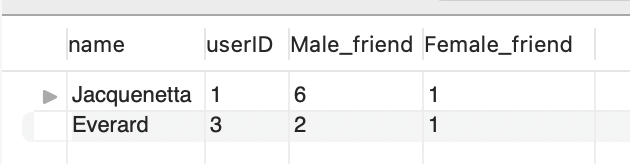 name userID Male_friend Female_friend
Jacquenetta 1 6 1
Everard 3 2 1